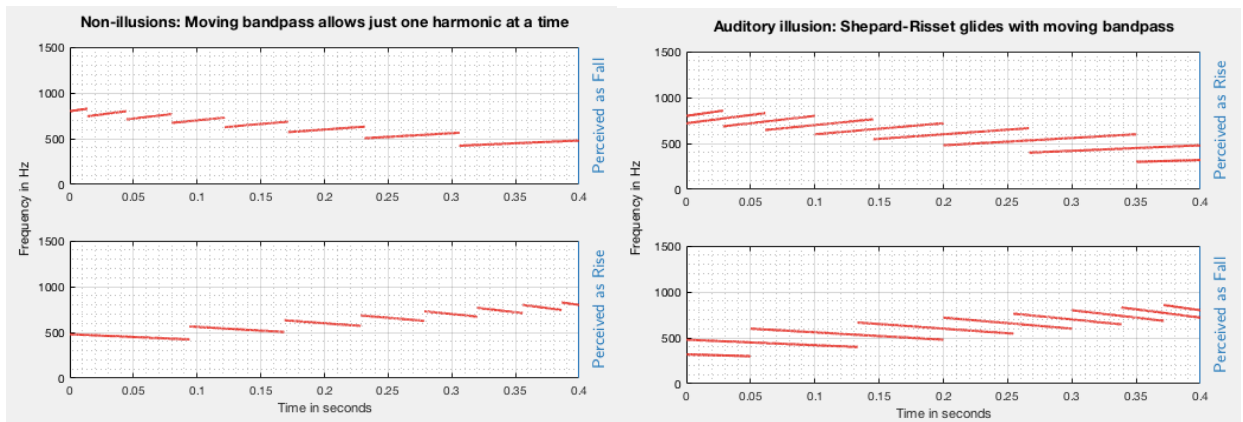 Non-illusions: Moving bandpass allows just one harmonic at a time
1500
1000
500
0
0 0.05 0.1 0.15 0.2 0.25 0.3 0.35 0.4
Perceived as Fall
Frequency in Hz
1500
1000
500
0
0 0.05 0.1 0.15 0.2 0.25 0.3 0.35 0.4
Perceived as Rise
Time in seconds
Auditory illusion: Shepard-Risset glides with moving bandpass
1500
1000
500
0
0 0.05 0.1 0.15 0.2 0.25 0.3 0.35 0.4
Perceived as Rise
Frequency in Hz
1500
1000
500
0
0 0.05 0.1 0.15 0.2 0.25 0.3 0.35 0.4
Perceived as Fall
Time in seconds